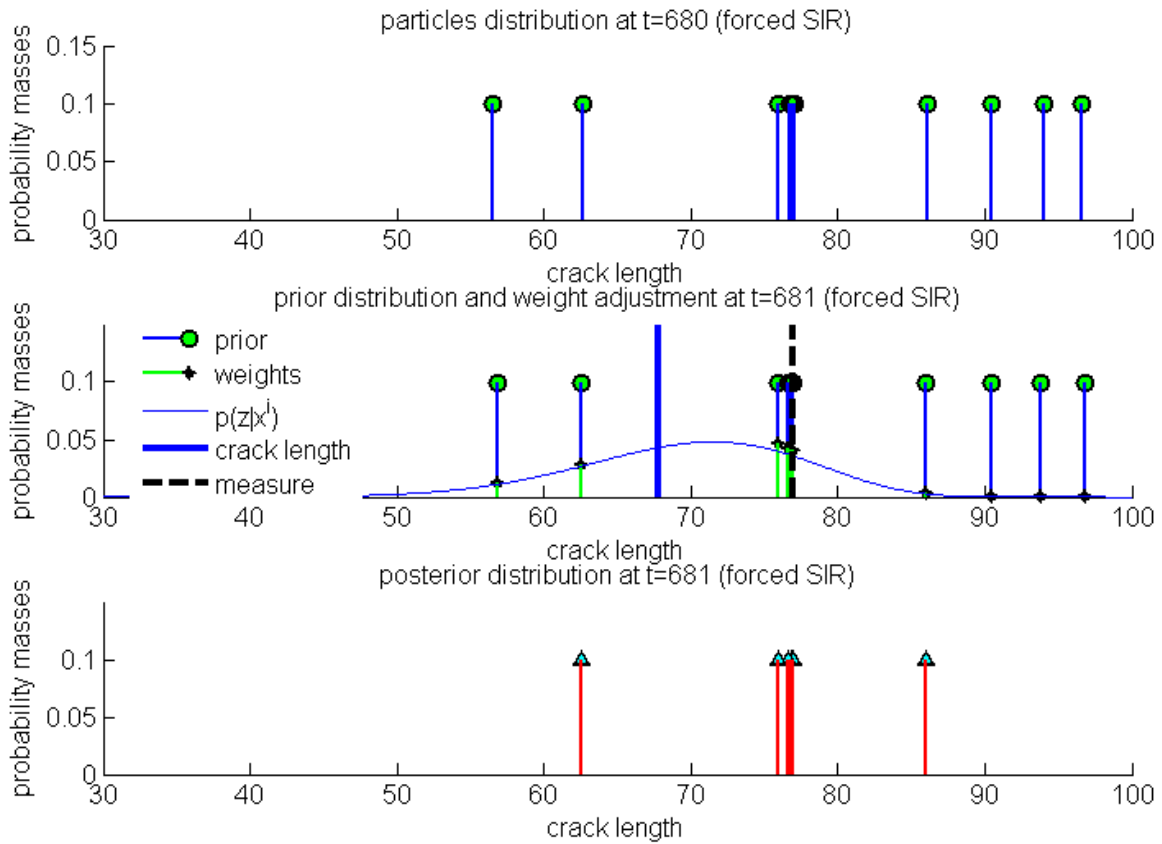 particles distribution at t=680 (forced SIR)
0.15
0.1
0.05
0
probability masses
30 40 50 60 70 80 90 100
crack length
prior distribution and weight adjustment at t=681 (forced SIR)
prior
weights
p(z|x^i)
crack length
measure
0.1
0.05
0
probability masses
30 40 50 60 70 80 90 100
crack length
posterior distribution at t=681 (forced SIR)
0.1
0.05
0
probability masses
30 40 50 60 70 80 90 100
crack length